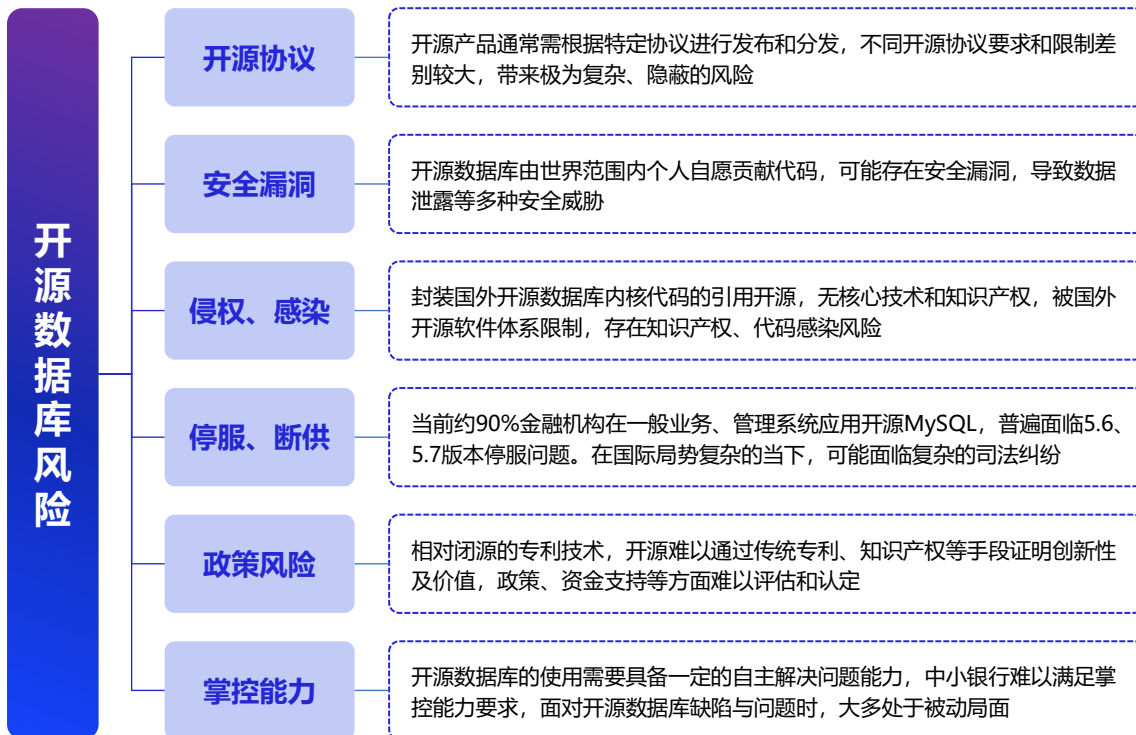 开源数据库风险
开源协议
开源产品通常需根据特定协议进行发布和分发，不同开源协议要求和限制差
别较大，带来极为复杂、隐蔽的风险
安全漏洞
开源数据库由世界范围内个人自愿贡献代码，可能存在安全漏洞，导致数据
泄露等多种安全威胁
侵权、感染
封装国外开源数据库内核代码的引用开源，无核心技术和知识产权，被国外
开源软件体系限制，存在知识产权、代码感染风险
停服、断供
当前约90%金融机构在一般业务、管理系统应用开源MySQL，普遍面临5.6、
5.7版本停服问题。在国际局势复杂的当下，可能面临复杂的司法纠纷
政策风险
相对闭源的专利技术，开源难以通过传统专利、知识产权等手段证明创新性
及价值，政策、资金支持等方面难以评估和认定
掌控能力
开源数据库的使用需要具备一定的自主解决问题能力，中小银行难以满足掌
控能力要求，面对开源数据库缺陷与问题时，大多处于被动局面